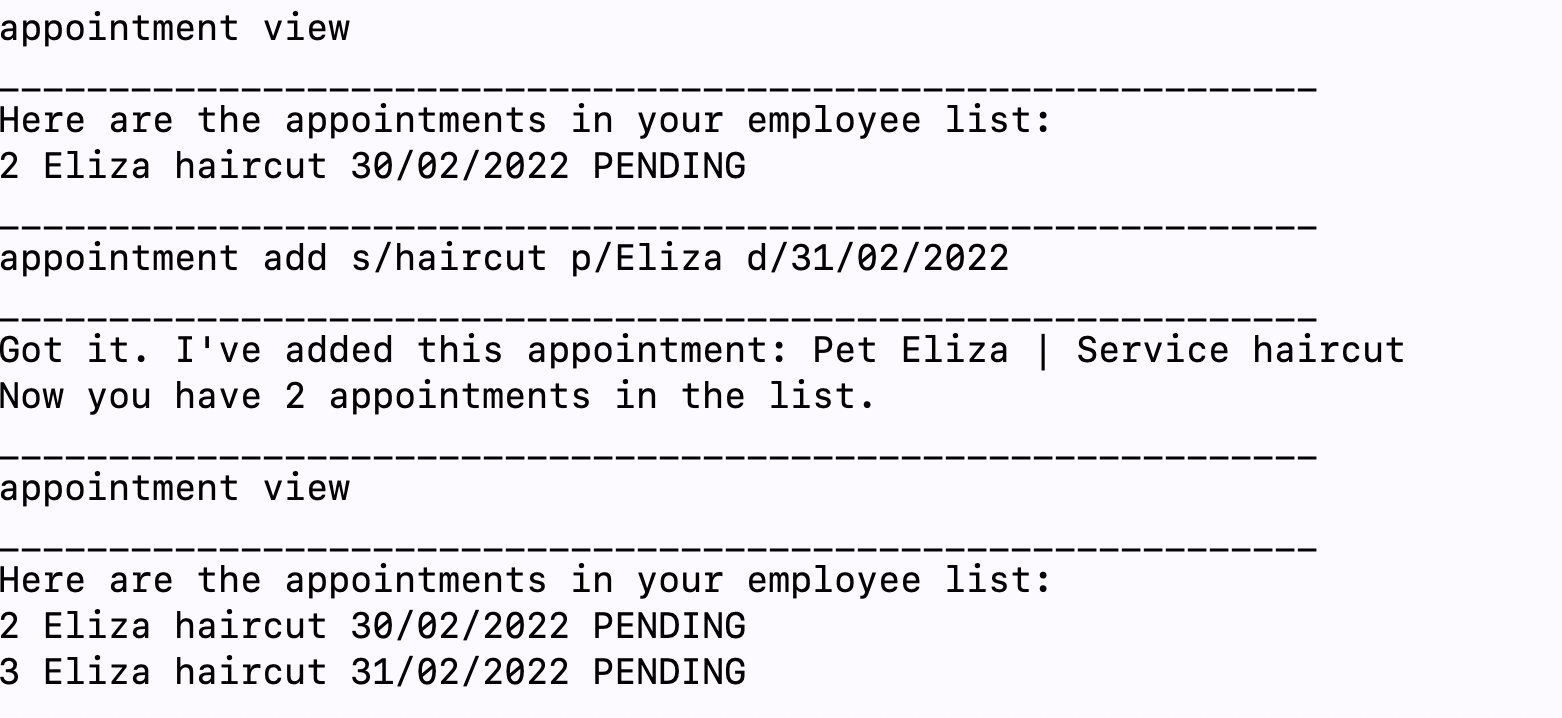 appointment view
____________________________________________________________
Here are the appointments in your employee list:
2 Eliza haircut 30/02/2022 PENDING
____________________________________________________________
appointment add s/haircut p/Eliza d/31/02/2022
____________________________________________________________
Got it. I've added this appointment: Pet Eliza | Service haircut
Now you have 2 appointments in the list.
____________________________________________________________
appointment view
____________________________________________________________
Here are the appointments in your employee list:
2 Eliza haircut 30/02/2022 PENDING
3 Eliza haircut 31/02/2022 PENDING